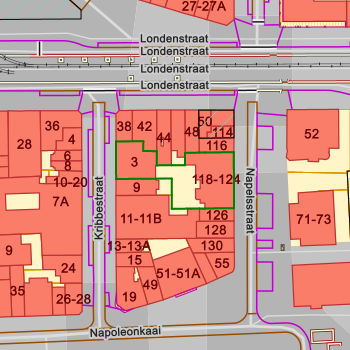 27-27A
Londenstraat
Londenstraat
Londenstraat
Londenstraat
36
4
28
6
8
10-20
7A
38
42
44
48
50
114
116
52
3
9
118-124
11-11B
126
128
130
71-73
Kribbestraat
Napelsstraat
13-13A
15
51-51A
55
49
19
9
24
35
26-28
Napoleonkaai